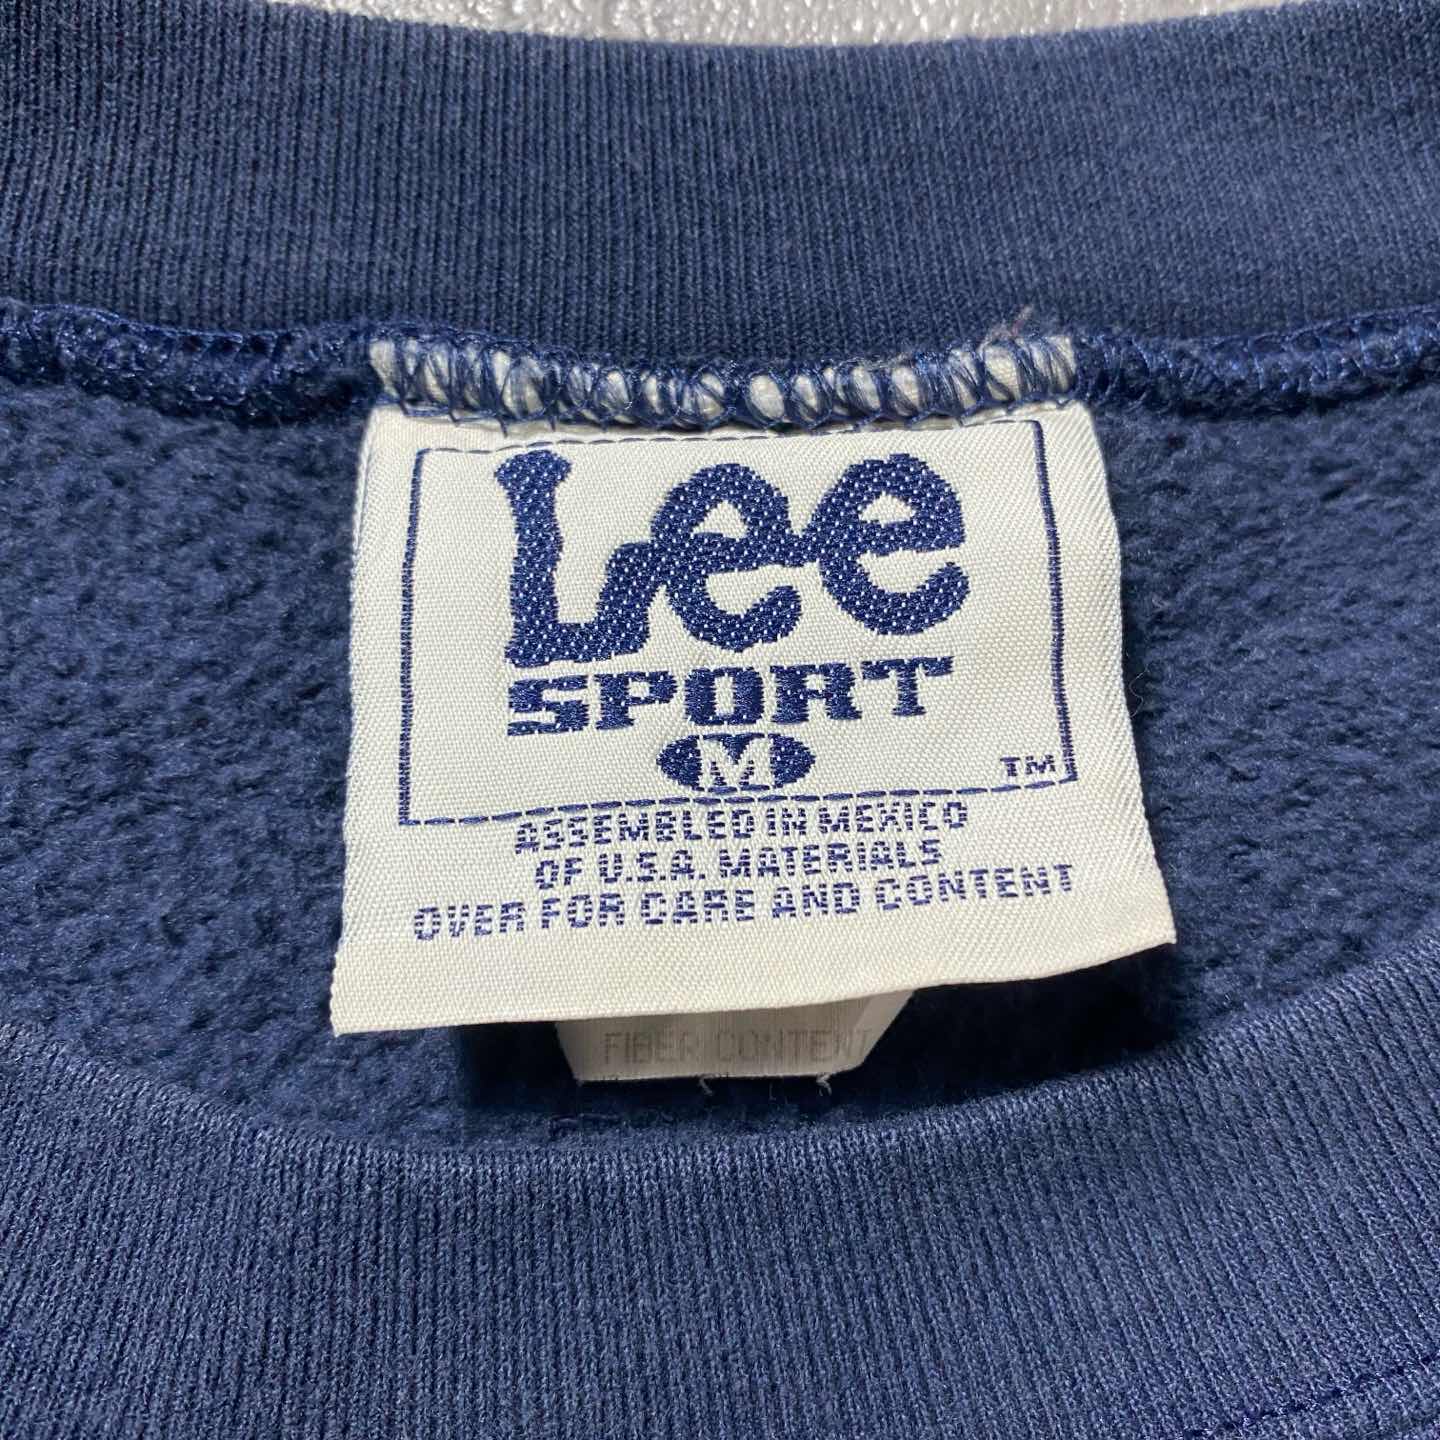 Lee
SPORT
M
TM
ASSEMBLED IN MEXICO
OF U.S.A. MATERIALS
OVER FOR CARE AND CONTENT
FIBER CONTENT